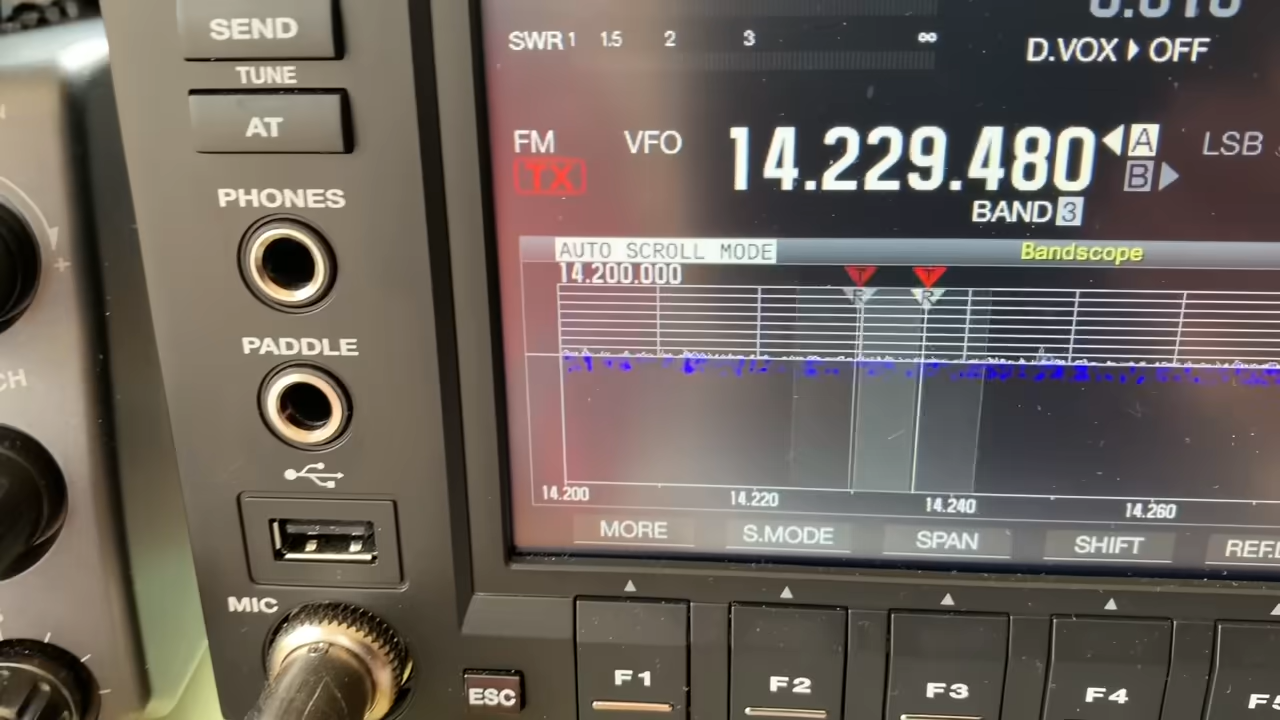 SEND
TUNE
AT
PHONES
PADDLE
MIC
ESC
SWR 1 1.5 2 3 ∞
D.VOX OFF
FM VFO 14.229.480 A LSB
TX B
BAND 3
AUTO SCROLL MODE Bandscope
14.200.000
T T
R R
14.200 14.220 14.240 14.260
MORE S.MODE SPAN SHIFT
F1 F2 F3 F4